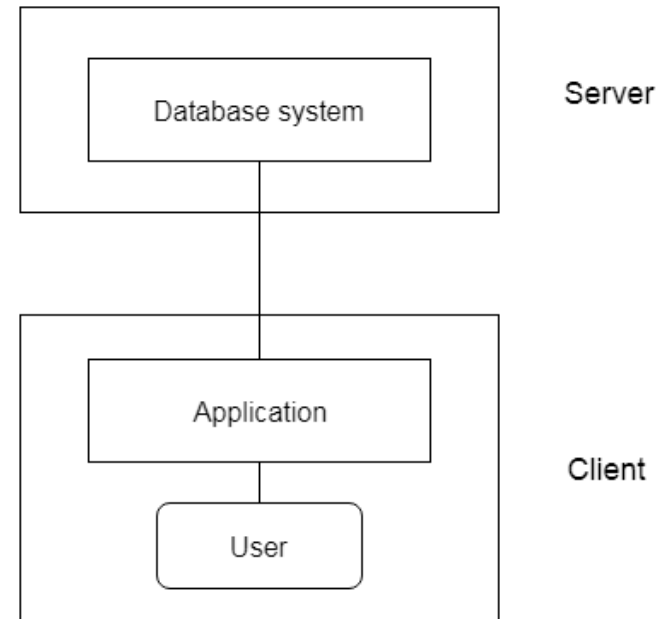 Database system
Server
Application
Client
User